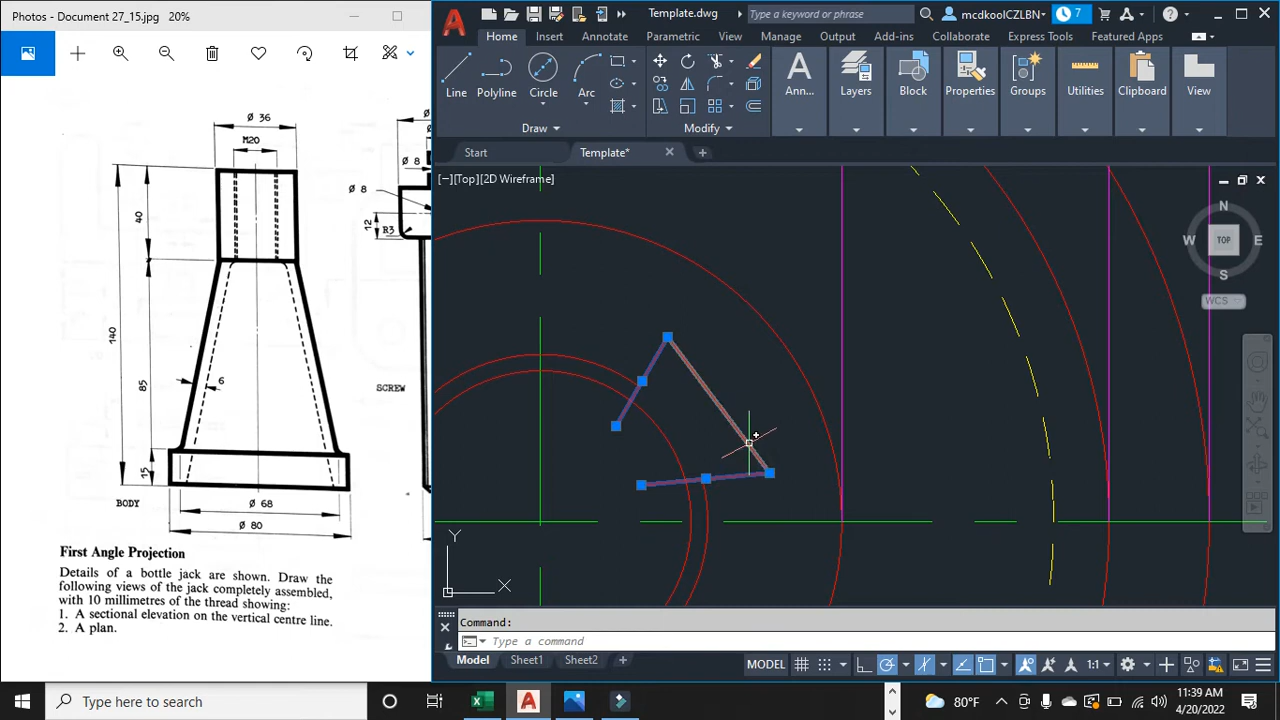 Photos - Document 27_15.jpg 20%
Ø 36
M20
40
140
85
6
15
BODY
Ø 68
Ø 80
Ø 8
Ø 8
12
R3
SCREW
First Angle Projection
Details of a bottle jack are shown. Draw the
following views of the jack completely assembled,
with 10 millimetres of the thread showing:
1. A sectional elevation on the vertical centre line.
2. A plan.
Template.dwg
Type a keyword or phrase
mcdkoolCZLBN
7
Home Insert Annotate Parametric View Manage Output Add-ins Collaborate Express Tools Featured Apps
Line Polyline Circle Arc
Ann... Layers Block Properties Groups Utilities Clipboard View
Draw Modify
Start Template*
[−][Top][2D Wireframe]
N
W TOP E
S
WCS
Y
X
Command:
Type a command
Model Sheet1 Sheet2
MODEL 1:1
Type here to search
80°F
11:39 AM
4/20/2022